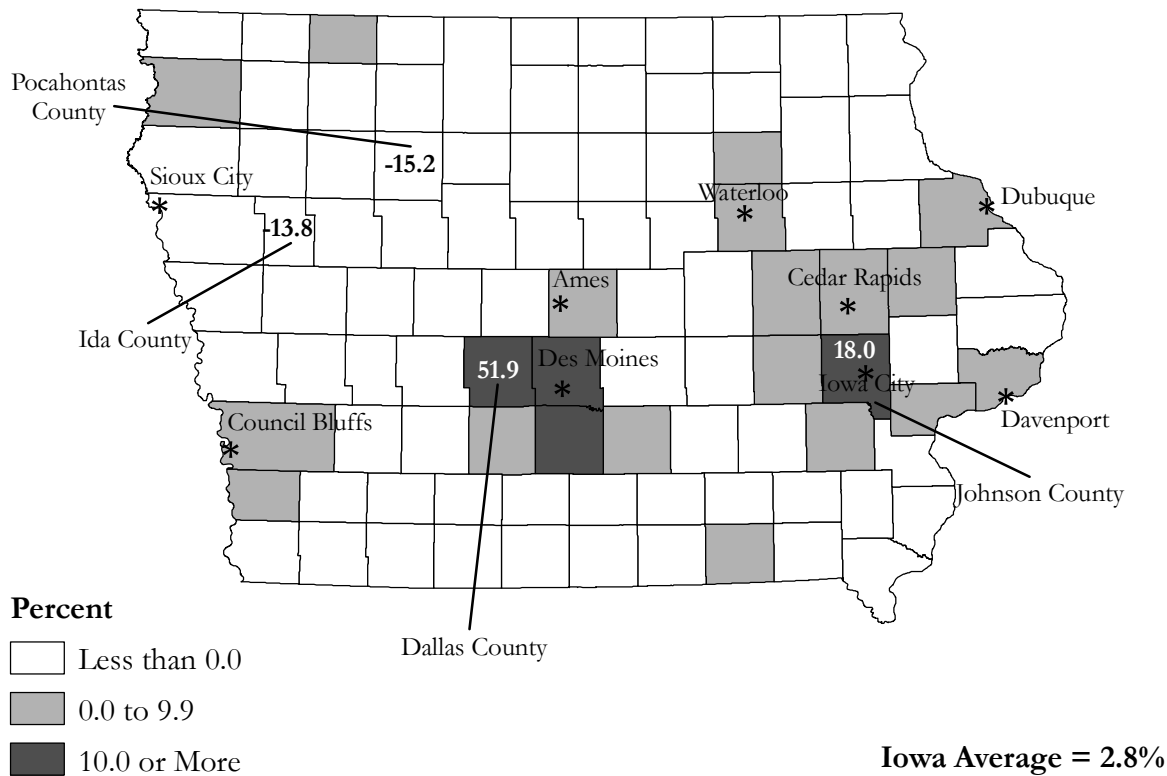 Pocahontas
County
-15.2
Sioux City
Waterloo
Dubuque
-13.8
Ames
Cedar Rapids
Ida County
51.9
Des Moines
18.0
Iowa City
Council Bluffs
Davenport
Johnson County
Dallas County
Percent
Less than 0.0
0.0 to 9.9
10.0 or More
Iowa Average = 2.8%